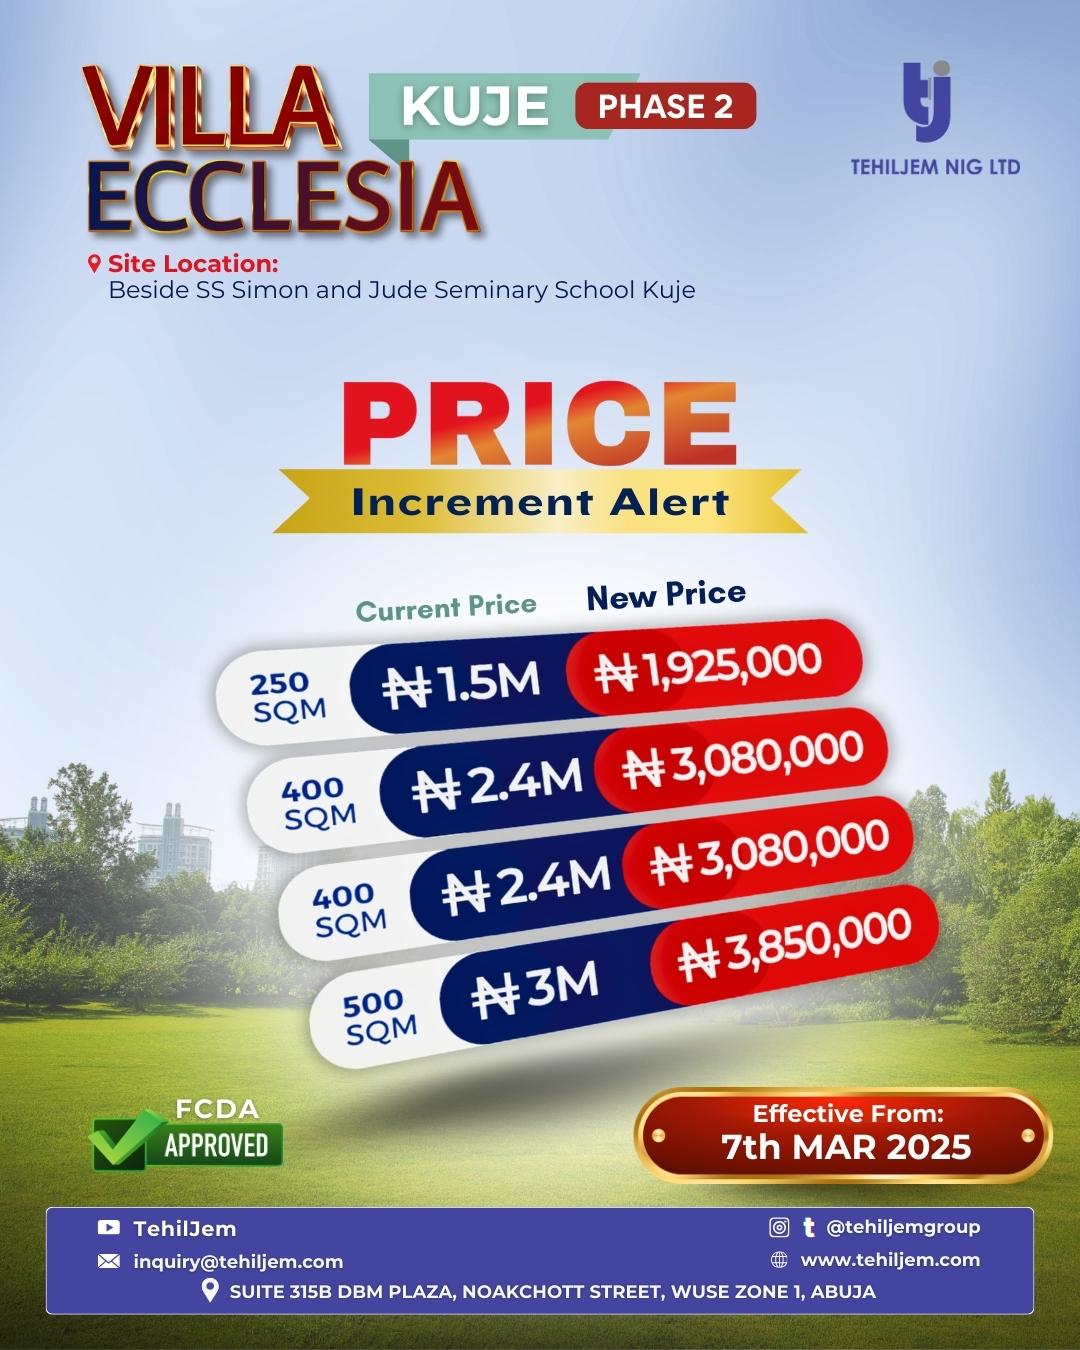 VILLA
ECCLESIA
KUJE
PHASE 2
tj
TEHILJEM NIG LTD
Site Location:
Beside SS Simon and Jude Seminary School Kuje
PRICE
Increment Alert
Current Price New Price
250
SQM
₦ 1.5M
₦ 1,925,000
400
SQM
₦ 2.4M
₦ 3,080,000
400
SQM
₦ 2.4M
₦ 3,080,000
500
SQM
₦ 3M
₦ 3,850,000
FCDA
APPROVED
Effective From:
7th MAR 2025
TehilJem
inquiry@tehiljem.com
@tehiljemgroup
www.tehiljem.com
SUITE 315B DBM PLAZA, NOAKCHOTT STREET, WUSE ZONE 1, ABUJA